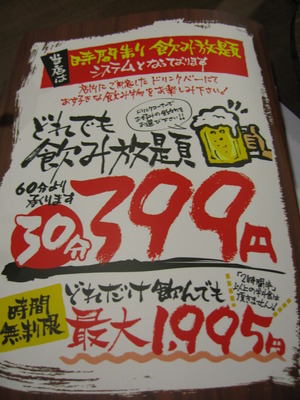 当店は
時間制 飲み放題
システムとなっております
お好きな飲み物をお楽しみ下さい!
どれでも
飲み放題
60分より
承ります
30分399円
時間
無制限
どれだけ飲んでも
最大1,995円